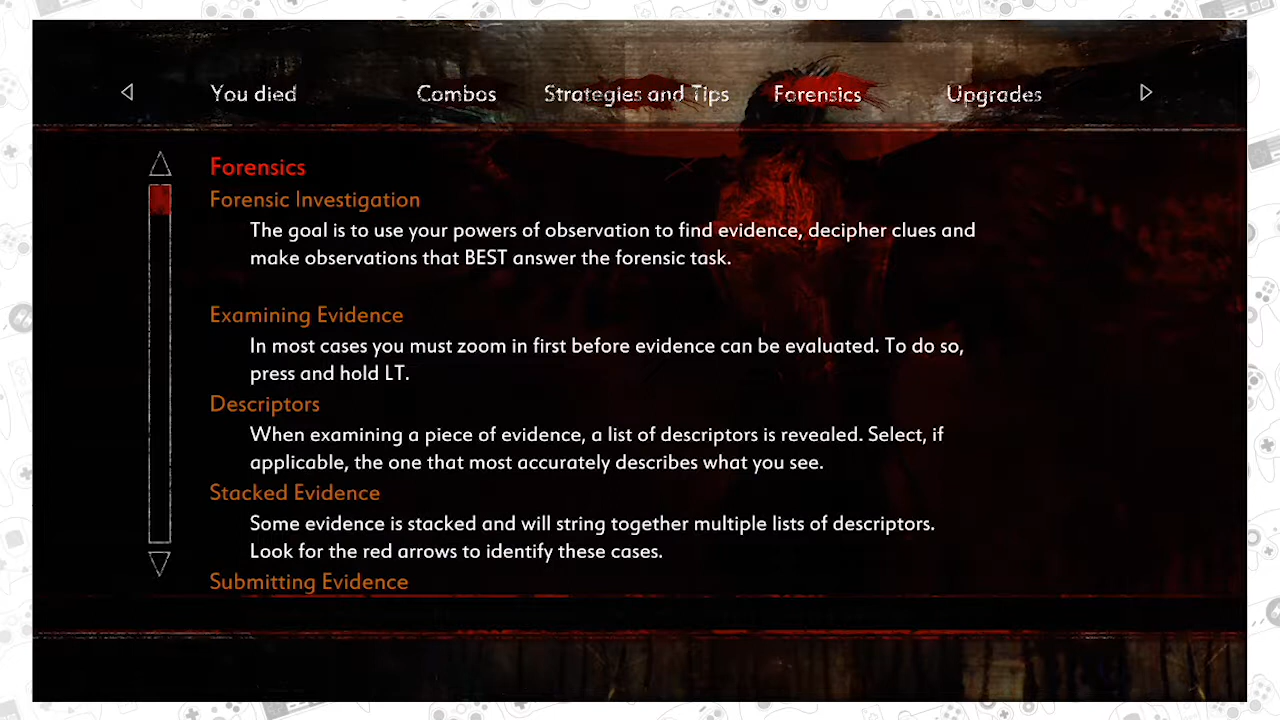 You died Combos Strategies and Tips Forensics Upgrades
Forensics
Forensic Investigation
The goal is to use your powers of observation to find evidence, decipher clues and
make observations that BEST answer the forensic task.
Examining Evidence
In most cases you must zoom in first before evidence can be evaluated. To do so,
press and hold LT.
Descriptors
When examining a piece of evidence, a list of descriptors is revealed. Select, if
applicable, the one that most accurately describes what you see.
Stacked Evidence
Some evidence is stacked and will string together multiple lists of descriptors.
Look for the red arrows to identify these cases.
Submitting Evidence